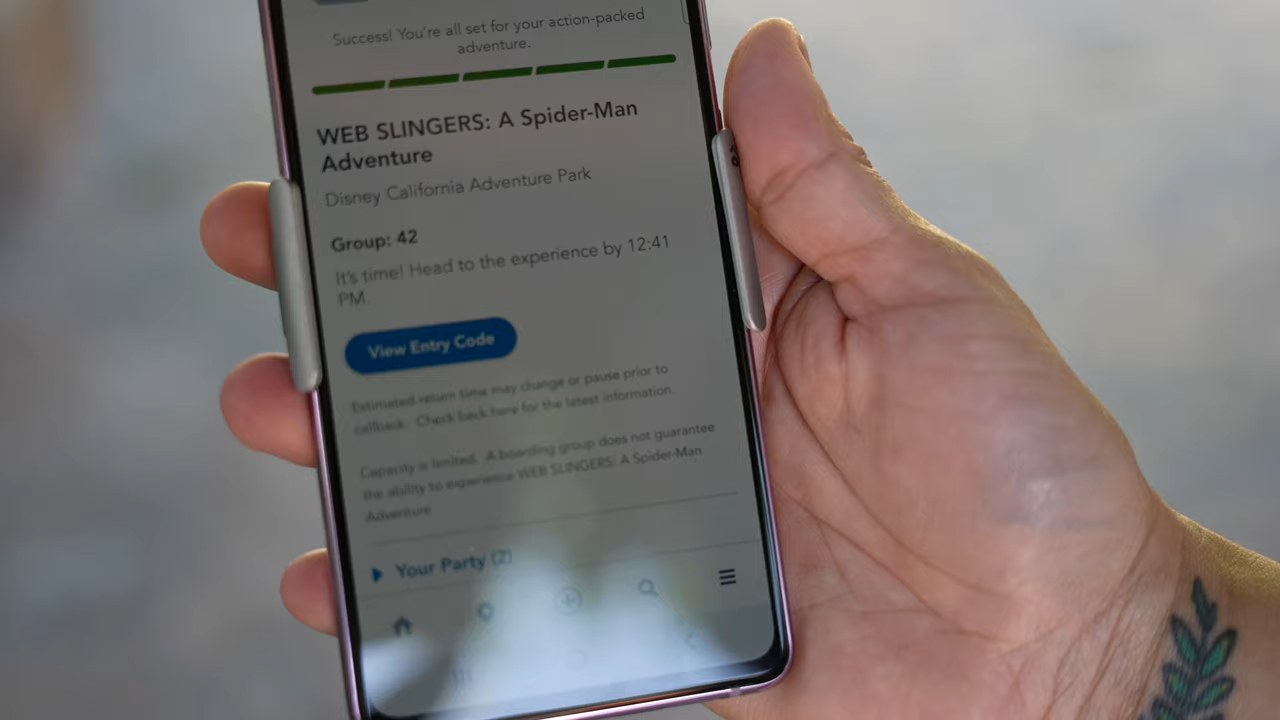 Success! You're all set for your action-packed
adventure.
WEB SLINGERS: A Spider-Man
Adventure
Disney California Adventure Park
Group: 42
It's time! Head to the experience by 12:41
PM.
View Entry Code
Estimated return time may change or pause prior to
callback. Check back here for the latest information.
Capacity is limited. A boarding group does not guarantee
the ability to experience WEB SLINGERS: A Spider-Man
Adventure
Your Party (2)